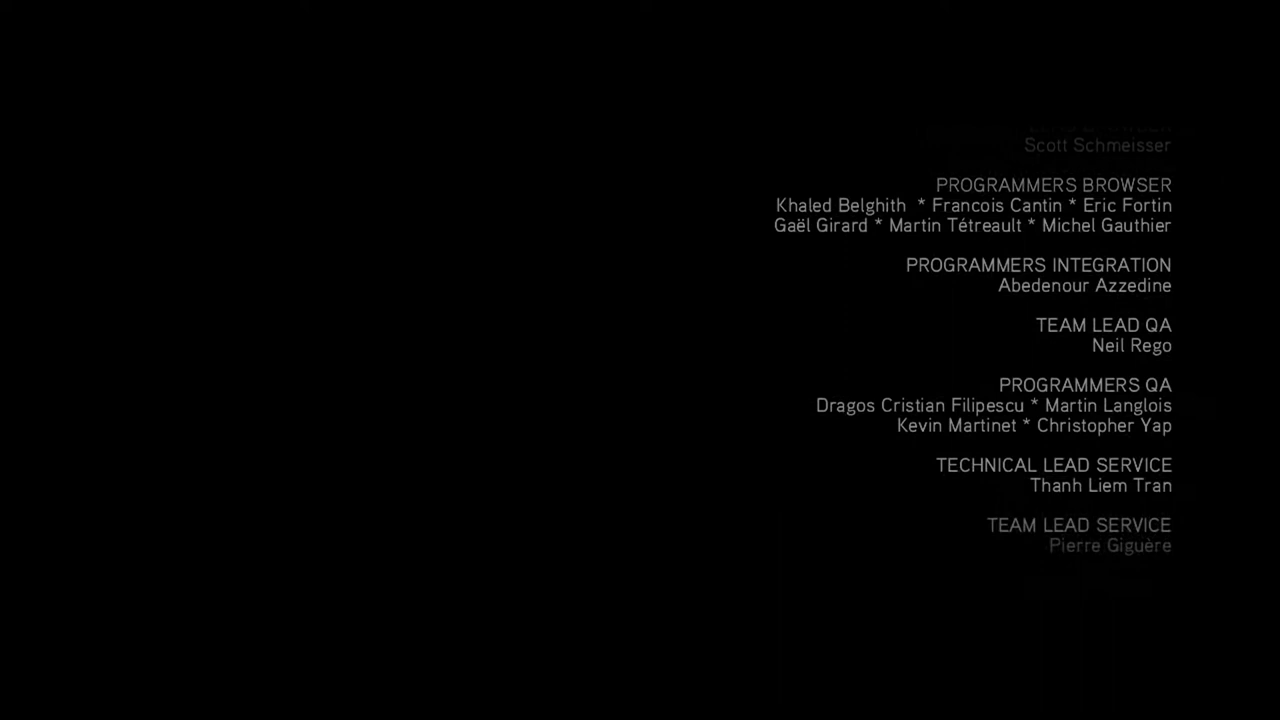 Scott Schmeisser
PROGRAMMERS BROWSER
Khaled Belghith * Francois Cantin * Eric Fortin
Gaël Girard * Martin Tétreault * Michel Gauthier
PROGRAMMERS INTEGRATION
Abedenour Azzedine
TEAM LEAD QA
Neil Rego
PROGRAMMERS QA
Dragos Cristian Filipescu * Martin Langlois
Kevin Martinet * Christopher Yap
TECHNICAL LEAD SERVICE
Thanh Liem Tran
TEAM LEAD SERVICE
Pierre Giguère